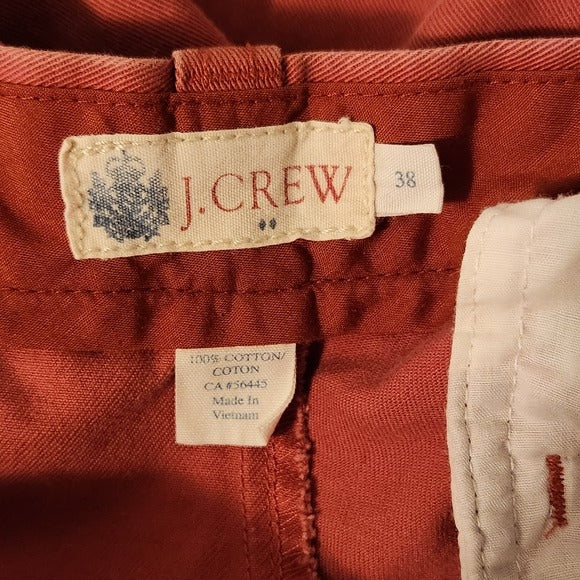 J.CREW
38
100% COTTON/
COTON
CA #56445
Made In
Vietnam